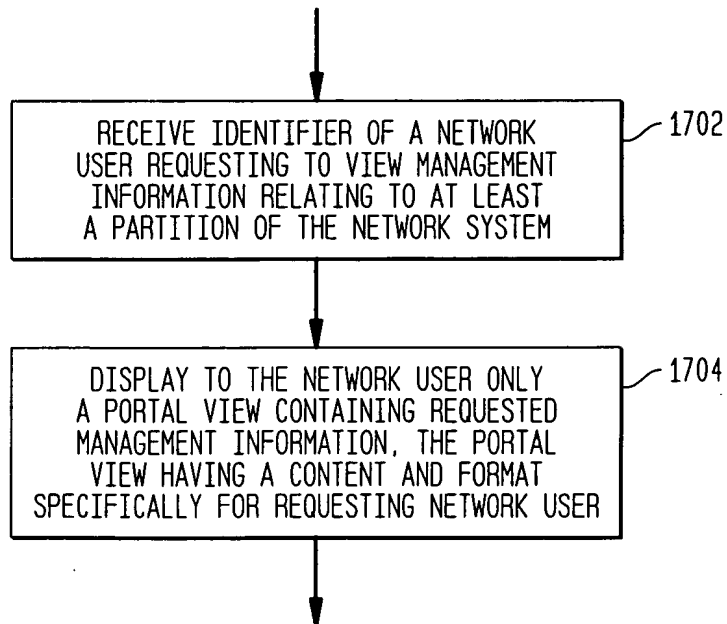 RECEIVE IDENTIFIER OF A NETWORK
USER REQUESTING TO VIEW MANAGEMENT
INFORMATION RELATING TO AT LEAST
A PARTITION OF THE NETWORK SYSTEM
1702
DISPLAY TO THE NETWORK USER ONLY
A PORTAL VIEW CONTAINING REQUESTED
MANAGEMENT INFORMATION, THE PORTAL
VIEW HAVING A CONTENT AND FORMAT
SPECIFICALLY FOR REQUESTING NETWORK USER
1704